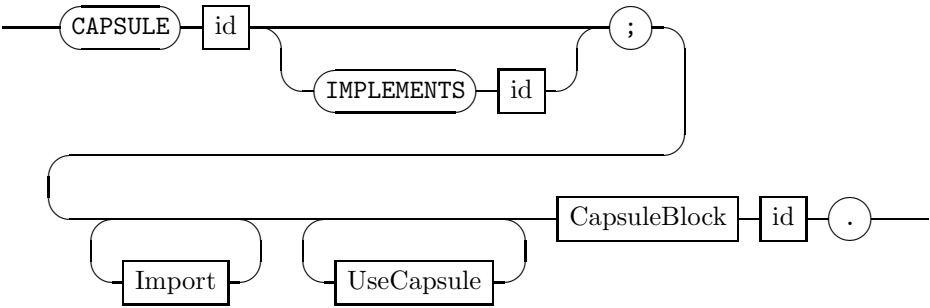 CAPSULE id ;
IMPLEMENTS id
CapsuleBlock id .
Import UseCapsule